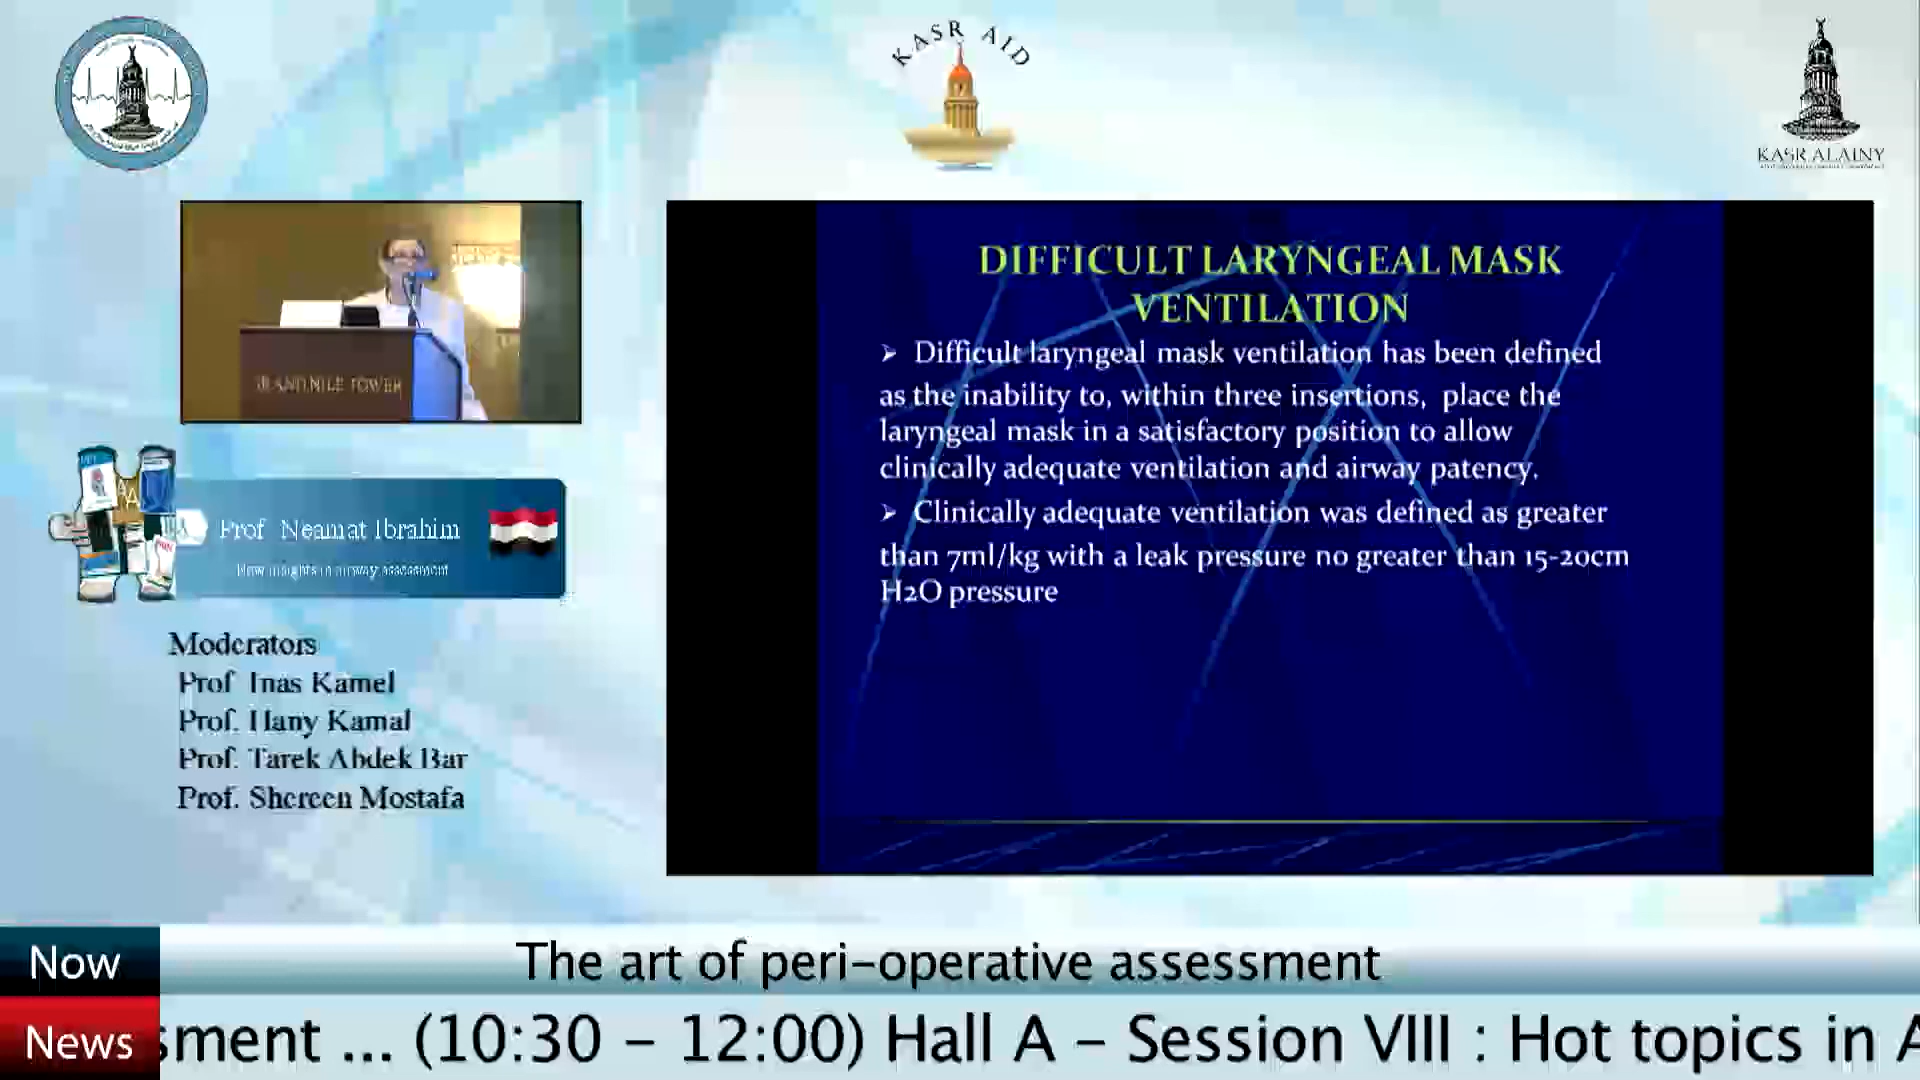 KASR AID
KASR ALAINY
DIFFICULT LARYNGEAL MASK
VENTILATION
➢ Difficult laryngeal mask ventilation has been defined
as the inability to, within three insertions, place the
laryngeal mask in a satisfactory position to allow
clinically adequate ventilation and airway patency.
➢ Clinically adequate ventilation was defined as greater
than 7ml/kg with a leak pressure no greater than 15-20cm
H2O pressure
GRAND NILE TOWER
Prof Neamat Ibrahim
New insights in airway assessment
Moderators
Prof Inas Kamel
Prof. Hany Kamal
Prof. Tarek Abdek Bar
Prof. Shereen Mostafa
Now
The art of peri-operative assessment
News
sment ... (10:30 - 12:00) Hall A - Session VIII : Hot topics in A